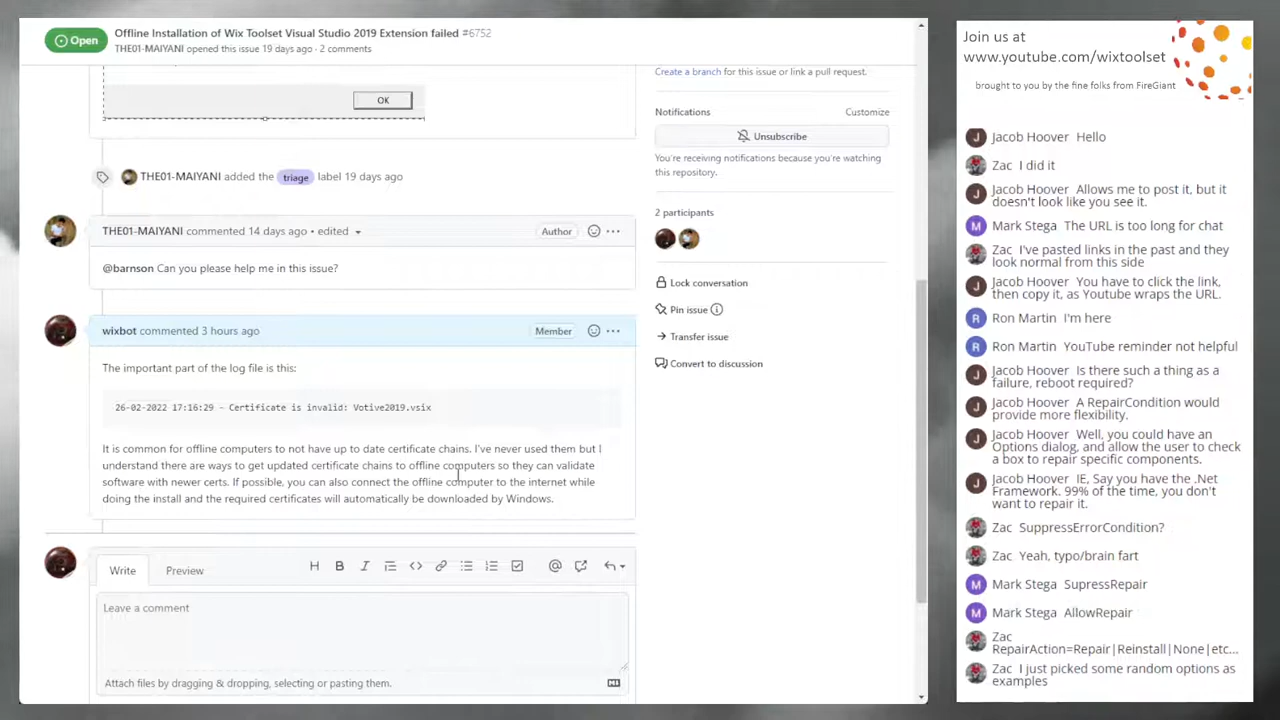 Open
Offline Installation of Wix Toolset Visual Studio 2019 Extension failed #6752
THE01-MAIYANI opened this issue 19 days ago · 2 comments
OK
THE01-MAIYANI added the triage label 19 days ago
THE01-MAIYANI commented 14 days ago • edited
Author
@barnson Can you please help me in this issue?
wixbot commented 3 hours ago
Member
The important part of the log file is this:
26-02-2022 17:16:29 - Certificate is invalid: Votive2019.vsix
It is common for offline computers to not have up to date certificate chains. I've never used them but I
understand there are ways to get updated certificate chains to offline computers so they can validate
software with newer certs. If possible, you can also connect the offline computer to the internet while
doing the install and the required certificates will automatically be downloaded by Windows.
Write
Preview
Leave a comment
Attach files by dragging & dropping, selecting or pasting them.
Create a branch for this issue or link a pull request.
Notifications
Customize
Unsubscribe
You're receiving notifications because you're watching
this repository.
2 participants
Lock conversation
Pin issue
Transfer issue
Convert to discussion
Join us at
www.youtube.com/wixtoolset
brought to you by the fine folks from FireGiant
Jacob Hoover Hello
Zac I did it
Jacob Hoover Allows me to post it, but it
doesn't look like you see it.
Mark Stega The URL is too long for chat
Zac I've pasted links in the past and they
look normal from this side
Jacob Hoover You have to click the link,
then copy it, as Youtube wraps the URL.
Ron Martin I'm here
Ron Martin YouTube reminder not helpful
Jacob Hoover Is there such a thing as a
failure, reboot required?
Jacob Hoover A RepairCondition would
provide more flexibility.
Jacob Hoover Well, you could have an
Options dialog, and allow the user to check
a box to repair specific components.
Jacob Hoover IE, Say you have the .Net
Framework. 99% of the time, you don't
want to repair it.
Zac SuppressErrorCondition?
Zac Yeah, typo/brain fart
Mark Stega SupressRepair
Mark Stega AllowRepair
Zac
RepairAction=Repair|Reinstall|None|etc...
Zac I just picked some random options as
examples